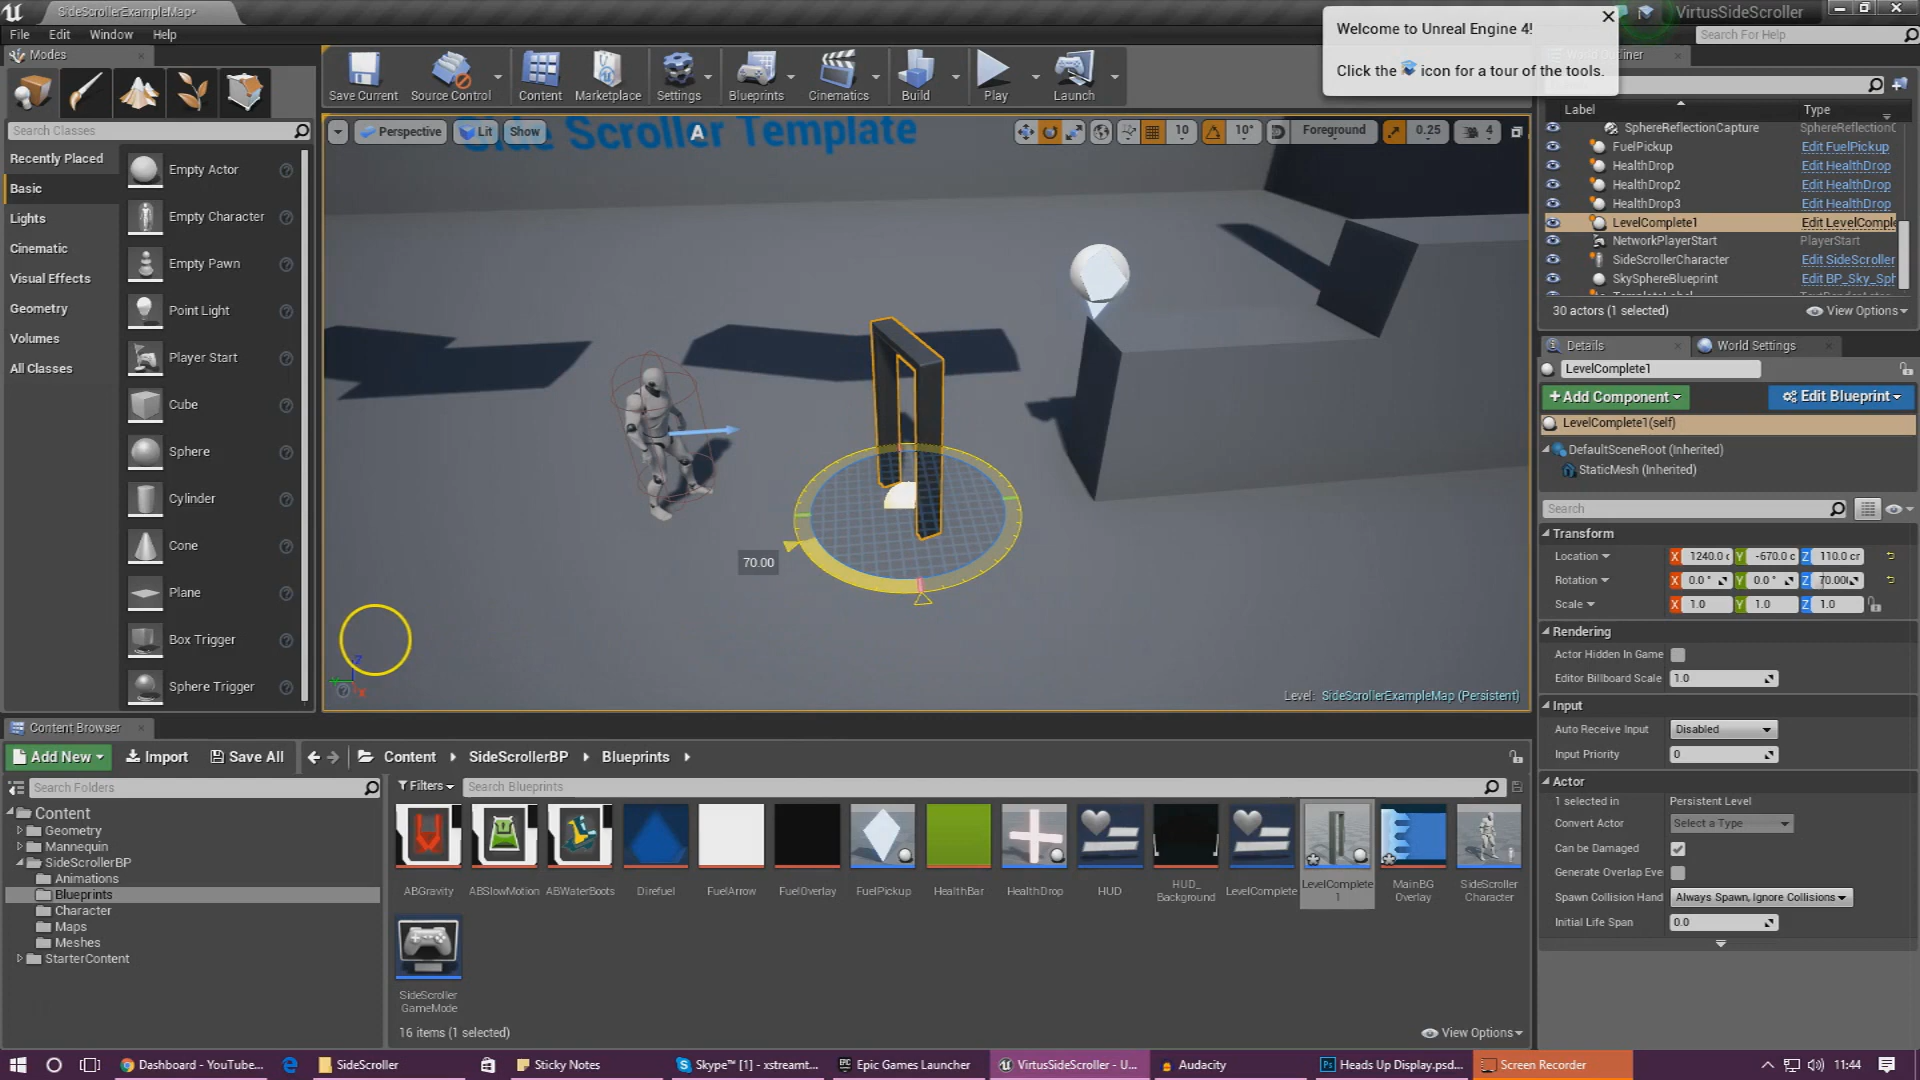 SideScrollerExampleMap*
VirtusSideScroller
File
Edit
Window
Help
Search For Help
Welcome to Unreal Engine 4!
Click the icon for a tour of the tools.
Modes
World Outliner
Save Current
Source Control
Content
Marketplace
Settings
Blueprints
Cinematics
Build
Play
Launch
Search Classes
Recently Placed
Basic
Lights
Cinematic
Visual Effects
Geometry
Volumes
All Classes
Empty Actor
Empty Character
Empty Pawn
Point Light
Player Start
Cube
Sphere
Cylinder
Cone
Plane
Box Trigger
Sphere Trigger
Perspective
Lit
Show
Side Scroller Template
A
10
10°
Foreground
0.25
4
70.00
Level: SideScrollerExampleMap (Persistent)
Label
Type
SphereReflectionCapture
SphereReflectionC
FuelPickup
Edit FuelPickup
HealthDrop
Edit HealthDrop
HealthDrop2
Edit HealthDrop
HealthDrop3
Edit HealthDrop
LevelComplete1
Edit LevelComple
NetworkPlayerStart
PlayerStart
SideScrollerCharacter
Edit SideScroller
SkySphereBlueprint
Edit BP_Sky_Sph
30 actors (1 selected)
View Options
Details
World Settings
LevelComplete1
+Add Component
Edit Blueprint
LevelComplete1(self)
DefaultSceneRoot (Inherited)
StaticMesh (Inherited)
Search
Transform
Location
X 1240.0 c Y -670.0 c Z 110.0 cr
Rotation
X 0.0 ° Y 0.0 ° Z 70.00
Scale
X 1.0 Y 1.0 Z 1.0
Rendering
Actor Hidden In Game
Editor Billboard Scale 1.0
Input
Auto Receive Input Disabled
Input Priority 0
Actor
1 selected in Persistent Level
Convert Actor Select a Type
Can be Damaged
Generate Overlap Eve
Spawn Collision Hand Always Spawn, Ignore Collisions
Initial Life Span 0.0
Content Browser
Add New
Import
Save All
Content
SideScrollerBP
Blueprints
Search Folders
Filters
Search Blueprints
Content
Geometry
Mannequin
SideScrollerBP
Animations
Blueprints
Character
Maps
Meshes
StarterContent
ABGravity
ABSlowMotion
ABWaterBoots
Direfuel
FuelArrow
FuelOverlay
FuelPickup
HealthBar
HealthDrop
HUD
HUD_
Background
LevelComplete
LevelComplete
1
MainBG
Overlay
SideScroller
Character
SideScroller
GameMode
16 items (1 selected)
View Options
Dashboard - YouTube...
SideScroller
Sticky Notes
Skype™ - xstreamt...
Epic Games Launcher
VirtusSideScroller - U...
Audacity
Heads Up Display.psd...
Screen Recorder
11:44